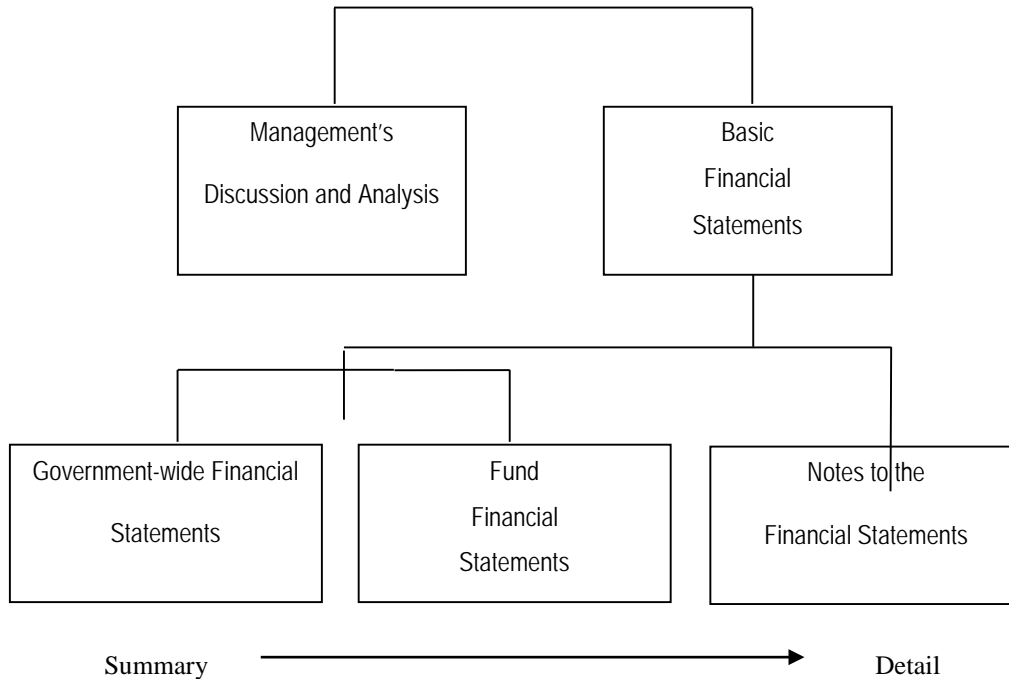 Management's
Discussion and Analysis
Basic
Financial
Statements
Government-wide Financial
Statements
Fund
Financial
Statements
Notes to the
Financial Statements
Summary
Detail